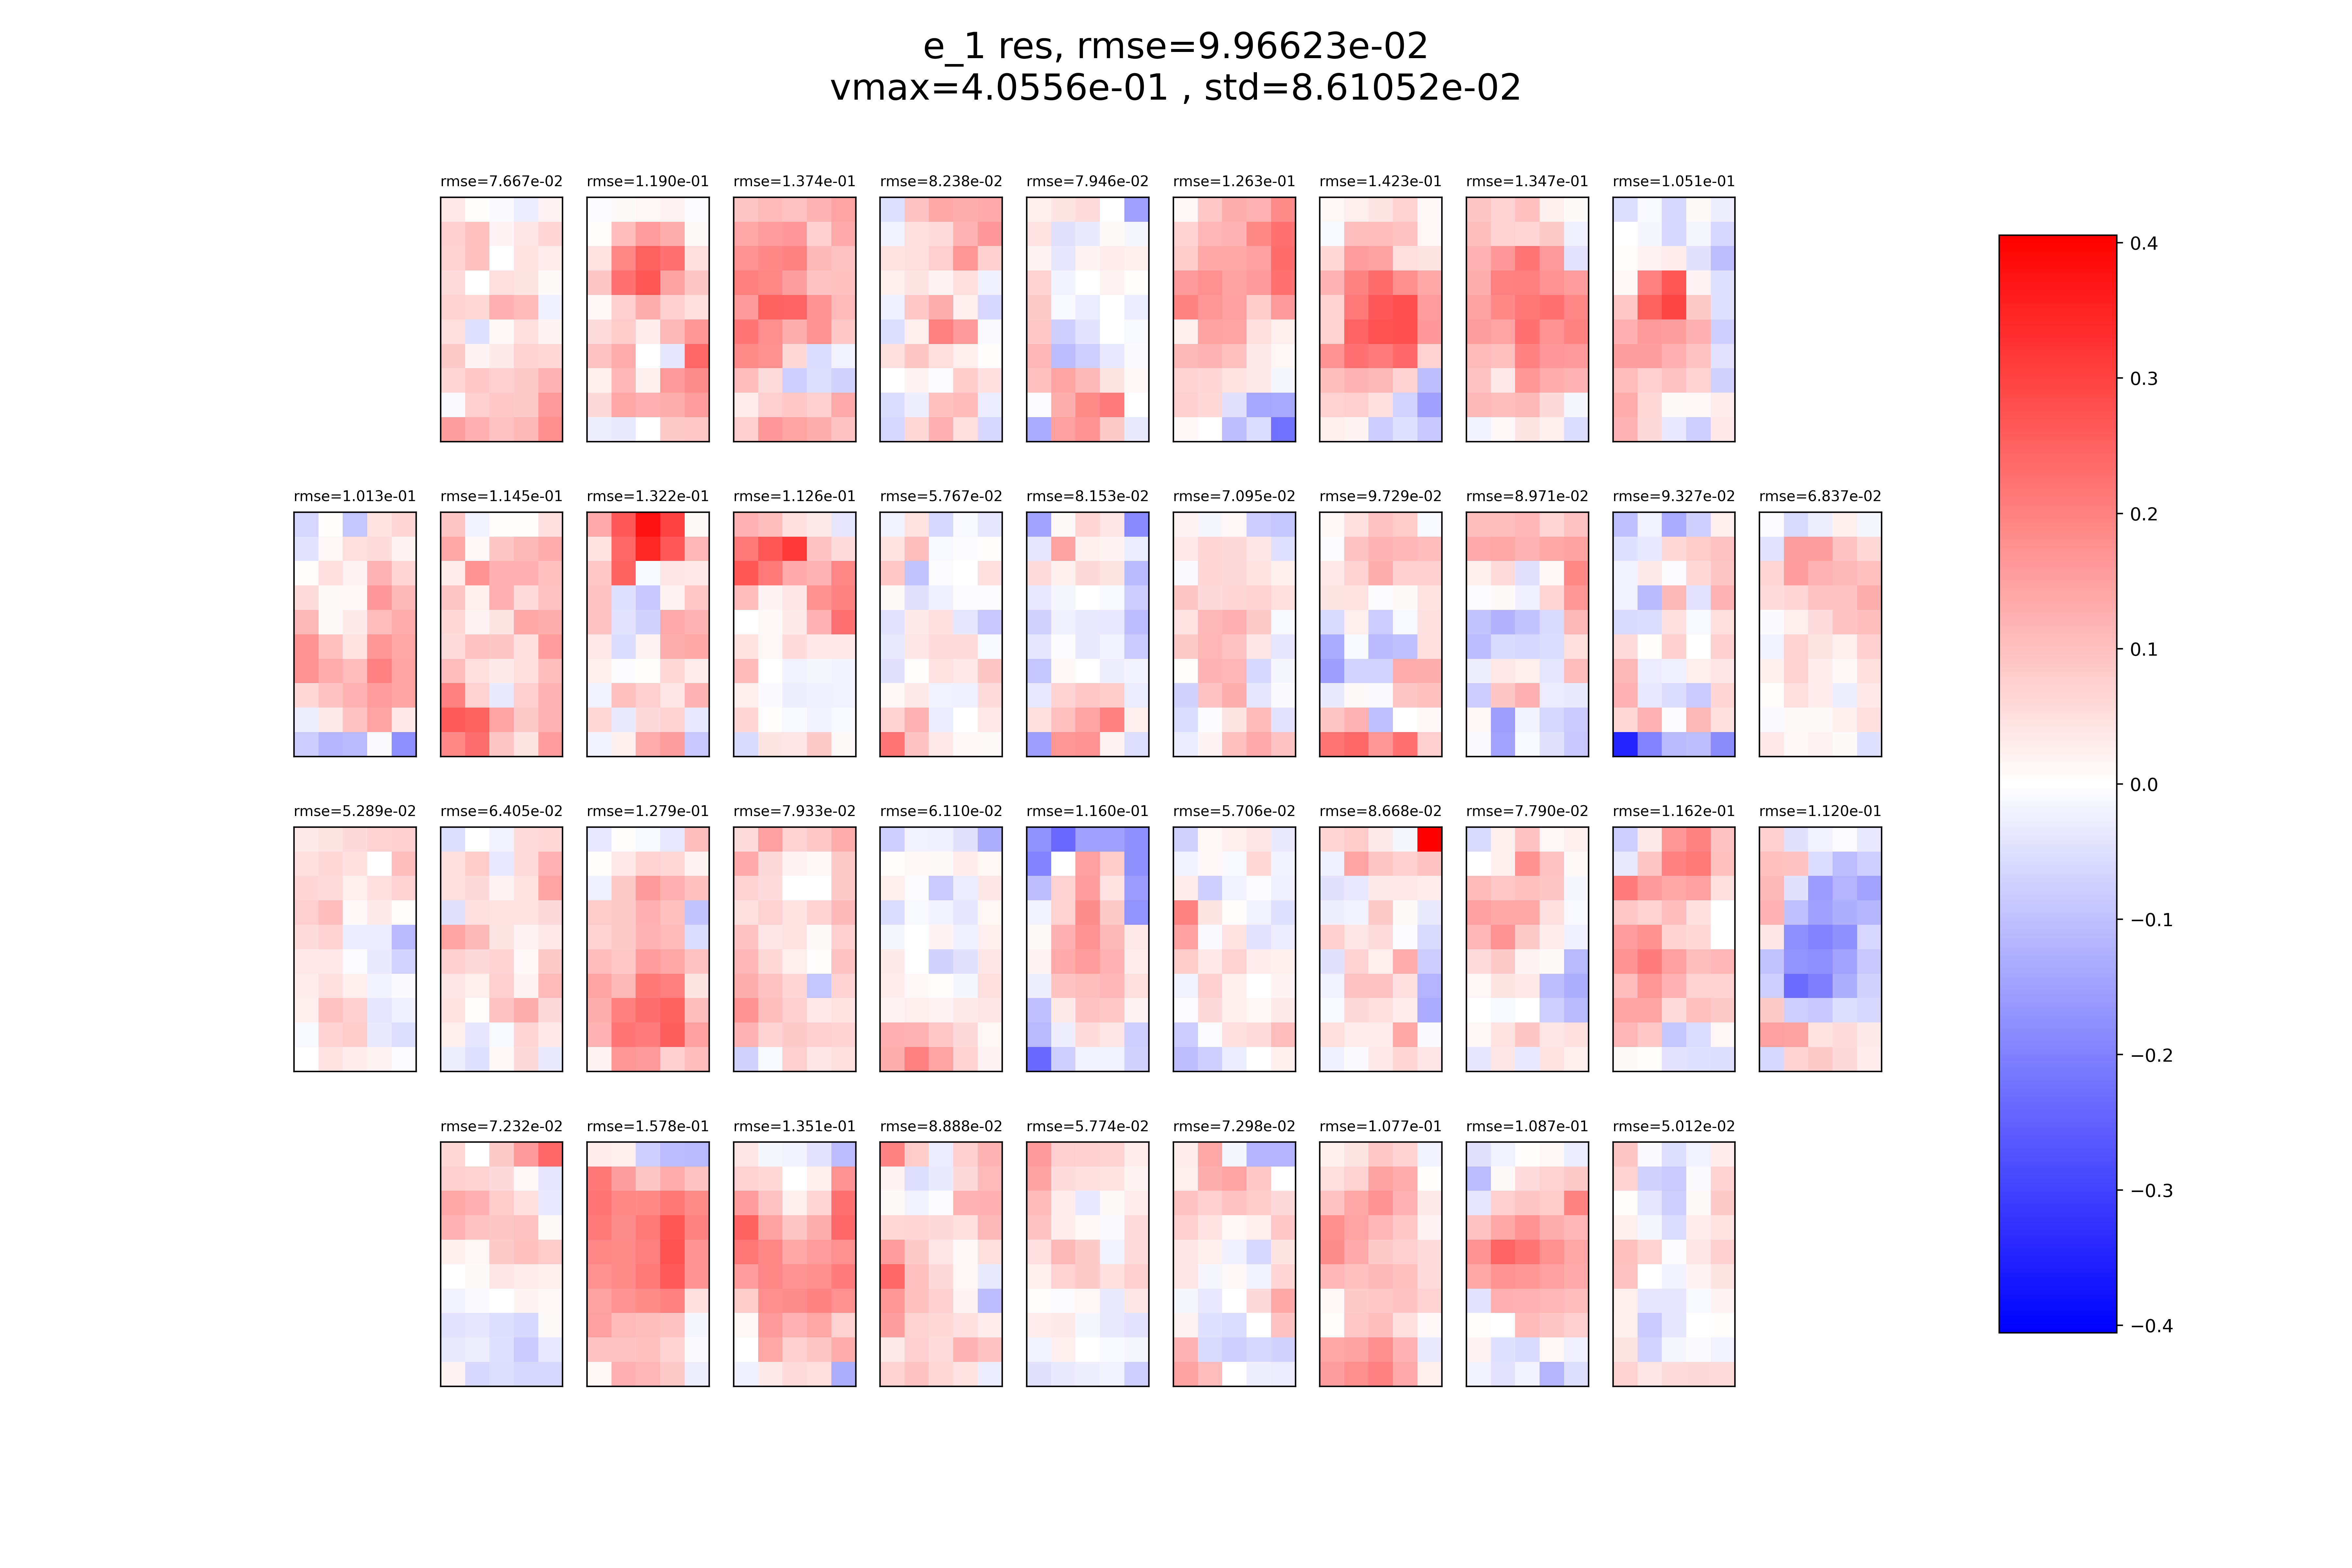 e_1 res, rmse=9.96623e-02
vmax=4.0556e-01 , std=8.61052e-02
rmse=7.667e-02 rmse=1.190e-01 rmse=1.374e-01 rmse=8.238e-02 rmse=7.946e-02 rmse=1.263e-01 rmse=1.423e-01 rmse=1.347e-01 rmse=1.051e-01
rmse=1.013e-01 rmse=1.145e-01 rmse=1.322e-01 rmse=1.126e-01 rmse=5.767e-02 rmse=8.153e-02 rmse=7.095e-02 rmse=9.729e-02 rmse=8.971e-02 rmse=9.327e-02 rmse=6.837e-02
rmse=5.289e-02 rmse=6.405e-02 rmse=1.279e-01 rmse=7.933e-02 rmse=6.110e-02 rmse=1.160e-01 rmse=5.706e-02 rmse=8.668e-02 rmse=7.790e-02 rmse=1.162e-01 rmse=1.120e-01
rmse=7.232e-02 rmse=1.578e-01 rmse=1.351e-01 rmse=8.888e-02 rmse=5.774e-02 rmse=7.298e-02 rmse=1.077e-01 rmse=1.087e-01 rmse=5.012e-02
0.4
0.3
0.2
0.1
0.0
−0.1
−0.2
−0.3
−0.4